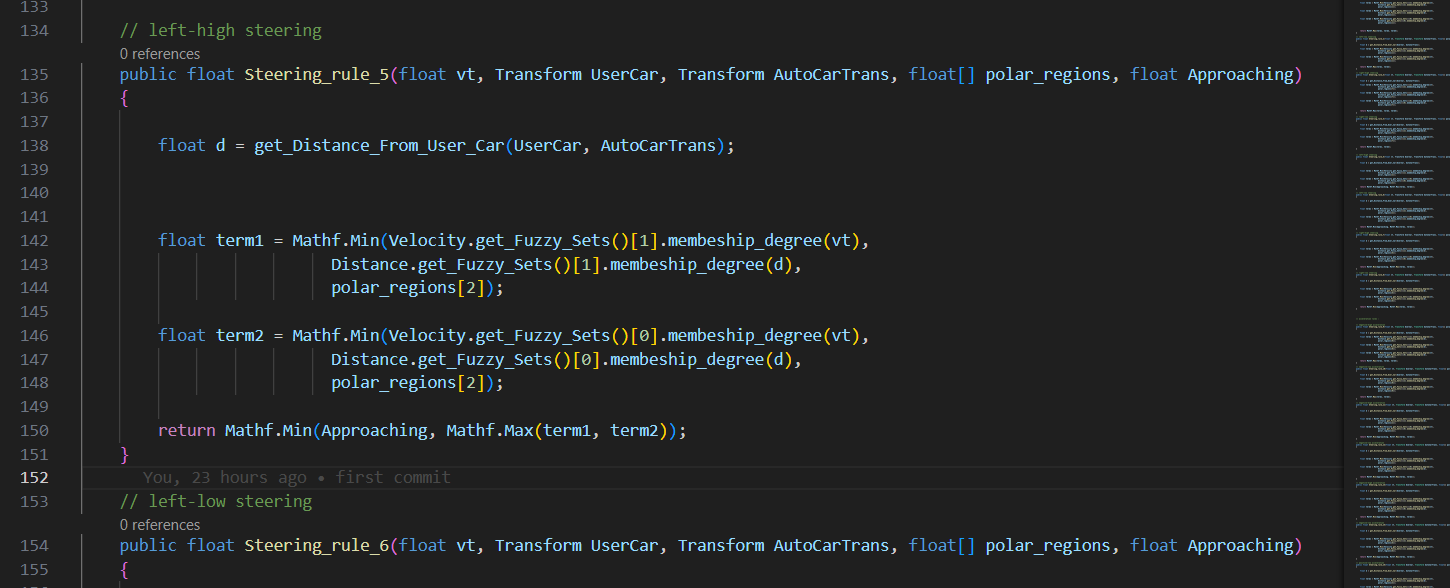 133
134 // left-high steering
0 references
135 public float Steering_rule_5(float vt, Transform UserCar, Transform AutoCarTrans, float[] polar_regions, float Approaching)
136 {
137
138 float d = get_Distance_From_User_Car(UserCar, AutoCarTrans);
139
140
141
142 float term1 = Mathf.Min(Velocity.get_Fuzzy_Sets()[1].membeship_degree(vt),
143 Distance.get_Fuzzy_Sets()[1].membeship_degree(d),
144 polar_regions[2]);
145
146 float term2 = Mathf.Min(Velocity.get_Fuzzy_Sets()[0].membeship_degree(vt),
147 Distance.get_Fuzzy_Sets()[0].membeship_degree(d),
148 polar_regions[2]);
149
150 return Mathf.Min(Approaching, Mathf.Max(term1, term2));
151 }
152 You, 23 hours ago • first commit
153 // left-low steering
0 references
154 public float Steering_rule_6(float vt, Transform UserCar, Transform AutoCarTrans, float[] polar_regions, float Approaching)
155 {